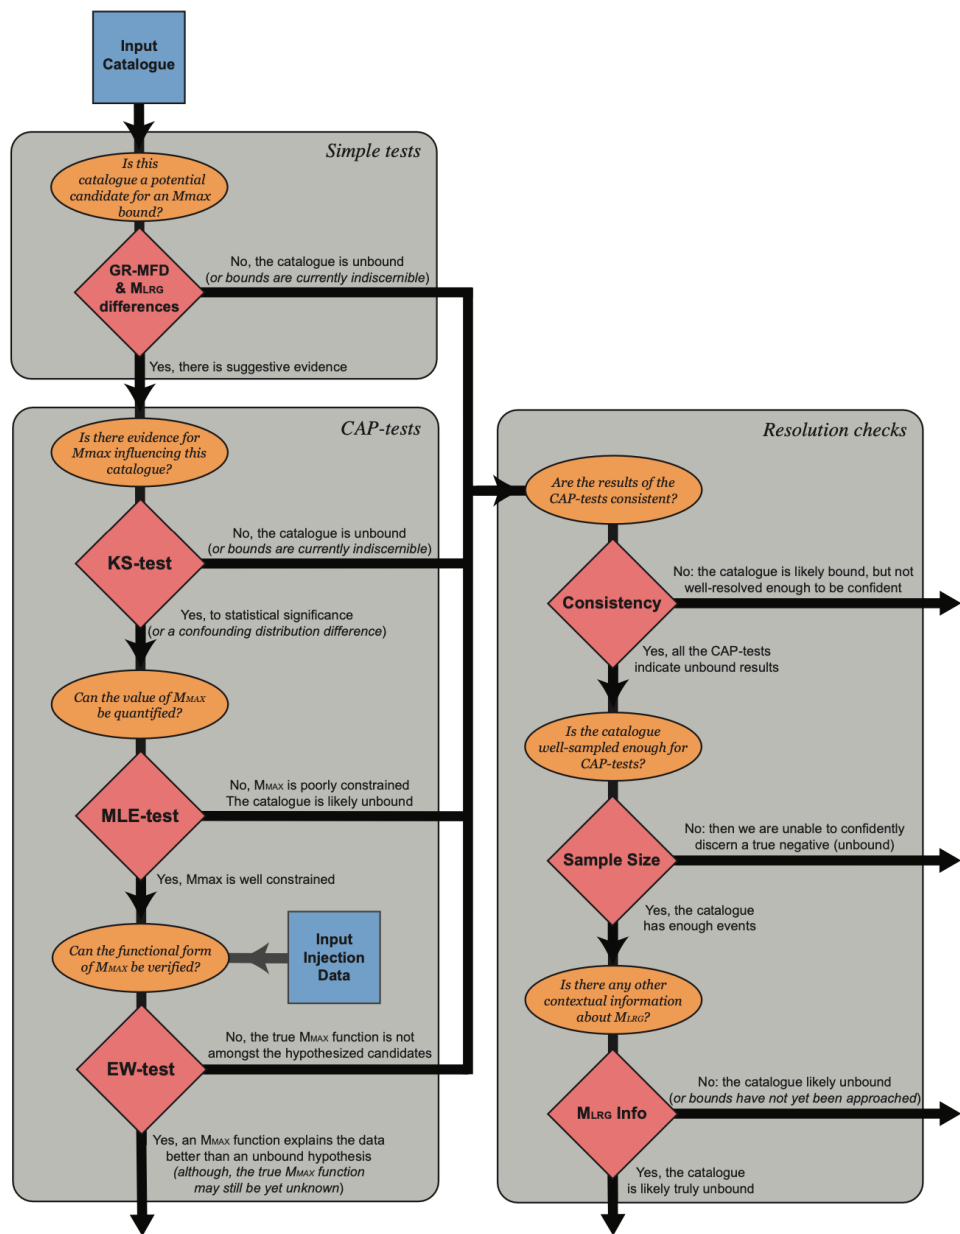 Input
Catalogue
Simple tests
Is this
catalogue a potential
candidate for an Mmax
bound?
GR-MFD
& MLRG
differences
No, the catalogue is unbound
(or bounds are currently indiscernible)
Yes, there is suggestive evidence
CAP-tests
Is there evidence for
Mmax influencing this
catalogue?
KS-test
No, the catalogue is unbound
(or bounds are currently indiscernible)
Yes, to statistical significance
(or a confounding distribution difference)
Can the value of MMAX
be quantified?
MLE-test
No, MMAX is poorly constrained
The catalogue is likely unbound
Yes, Mmax is well constrained
Can the functional form
of MMAX be verified?
Input
Injection
Data
EW-test
No, the true MMAX function is not
amongst the hypothesized candidates
Yes, an MMAX function explains the data
better than an unbound hypothesis
(although, the true MMAX function
may still be yet unknown)
Resolution checks
Are the results of the
CAP-tests consistent?
Consistency
No: the catalogue is likely bound, but not
well-resolved enough to be confident
Yes, all the CAP-tests
indicate unbound results
Is the catalogue
well-sampled enough for
CAP-tests?
Sample Size
No: then we are unable to confidently
discern a true negative (unbound)
Yes, the catalogue
has enough events
Is there any other
contextual information
about MLRG?
MLRG Info
No: the catalogue likely unbound
(or bounds have not yet been approached)
Yes, the catalogue
is likely truly unbound